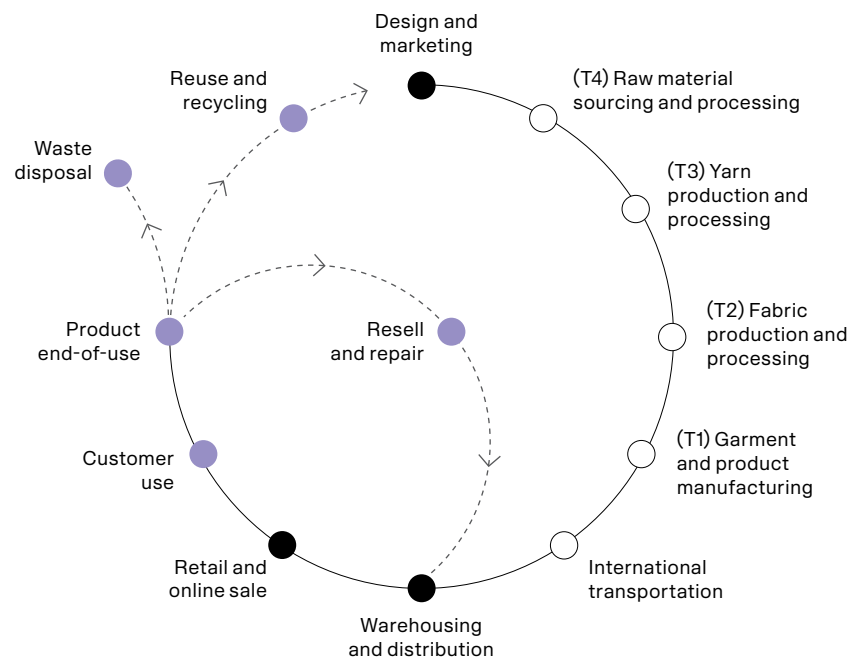 Design and
marketing
(T4) Raw material
sourcing and processing
(T3) Yarn
production and
processing
(T2) Fabric
production and
processing
(T1) Garment
and product
manufacturing
International
transportation
Warehousing
and distribution
Retail and
online sale
Customer
use
Product
end-of-use
Waste
disposal
Reuse and
recycling
Resell
and repair